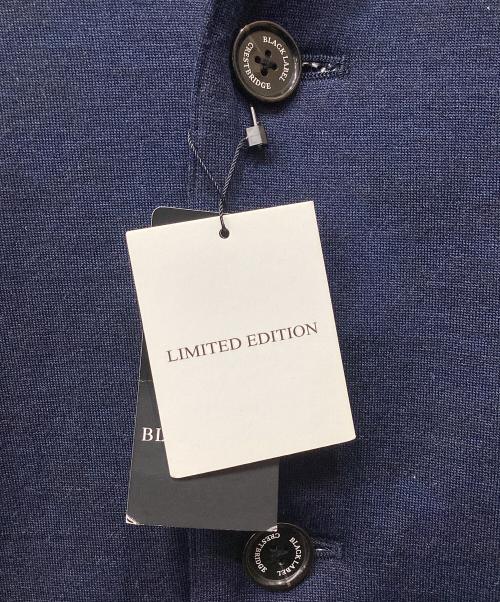 BLACK LABEL
CRESTBRIDGE
LIMITED EDITION
BL
BLACK LABEL
CRESTBRIDGE